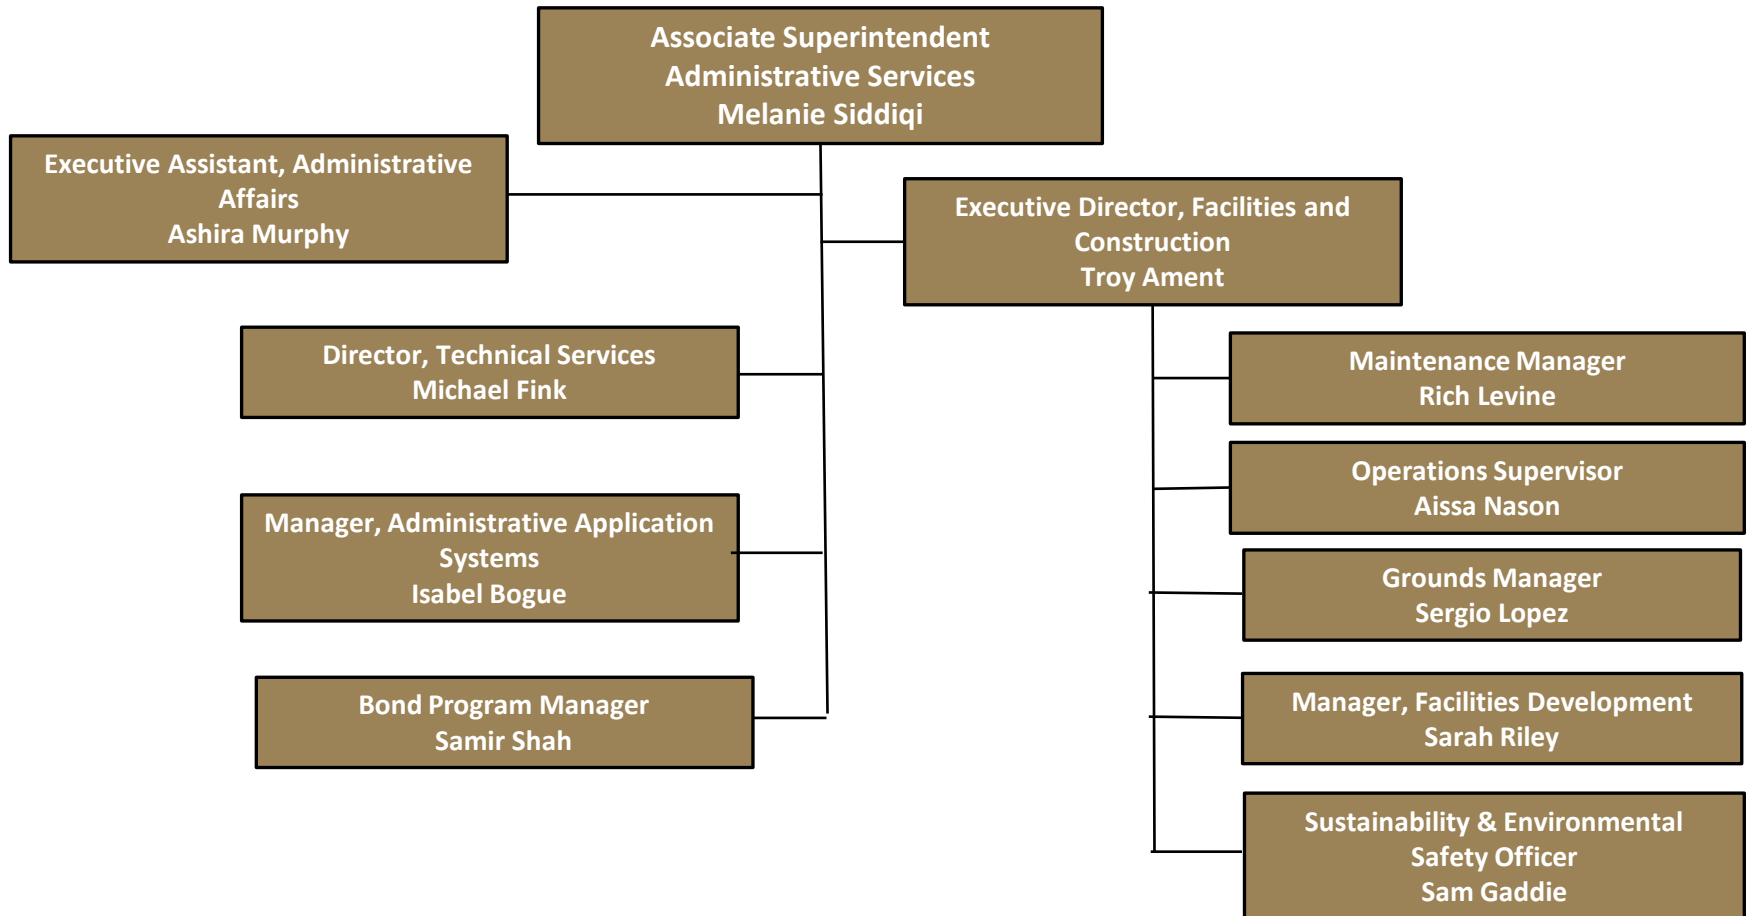 Associate Superintendent
Administrative Services
Melanie Siddiqi
Executive Assistant, Administrative
Affairs
Ashira Murphy
Executive Director, Facilities and
Construction
Troy Ament
Director, Technical Services
Michael Fink
Manager, Administrative Application
Systems
Isabel Bogue
Bond Program Manager
Samir Shah
Maintenance Manager
Rich Levine
Operations Supervisor
Aissa Nason
Grounds Manager
Sergio Lopez
Manager, Facilities Development
Sarah Riley
Sustainability & Environmental
Safety Officer
Sam Gaddie